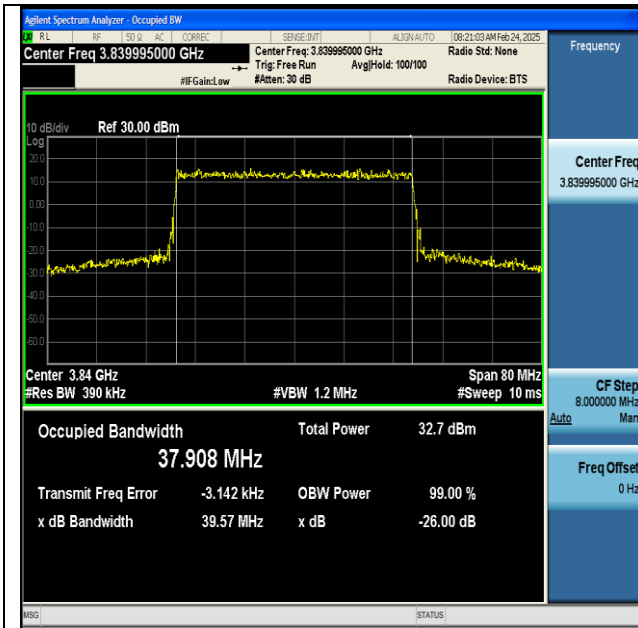 Agilent Spectrum Analyzer - Occupied BW
LXI RL RF 50 Ω AC CORREC SENSE:INT ALIGN AUTO 08:21:03 AM Feb 24, 2025
Center Freq 3.839995000 GHz
Center Freq: 3.839995000 GHz
Radio Std: None
Trig: Free Run Avg|Hold: 100/100
#IFGain:Low #Atten: 30 dB Radio Device: BTS
Frequency
10 dB/div Ref 30.00 dBm
Log
20.0
10.0
0.00
-10.0
-20.0
-30.0
-40.0
-50.0
-60.0
Center Freq
3.839995000 GHz
Center 3.84 GHz Span 80 MHz
#Res BW 390 kHz #VBW 1.2 MHz #Sweep 10 ms
CF Step
8.000000 MHz
Auto Man
Occupied Bandwidth Total Power 32.7 dBm
37.908 MHz
Transmit Freq Error -3.142 kHz OBW Power 99.00 %
x dB Bandwidth 39.57 MHz x dB -26.00 dB
Freq Offset
0 Hz
MSG STATUS